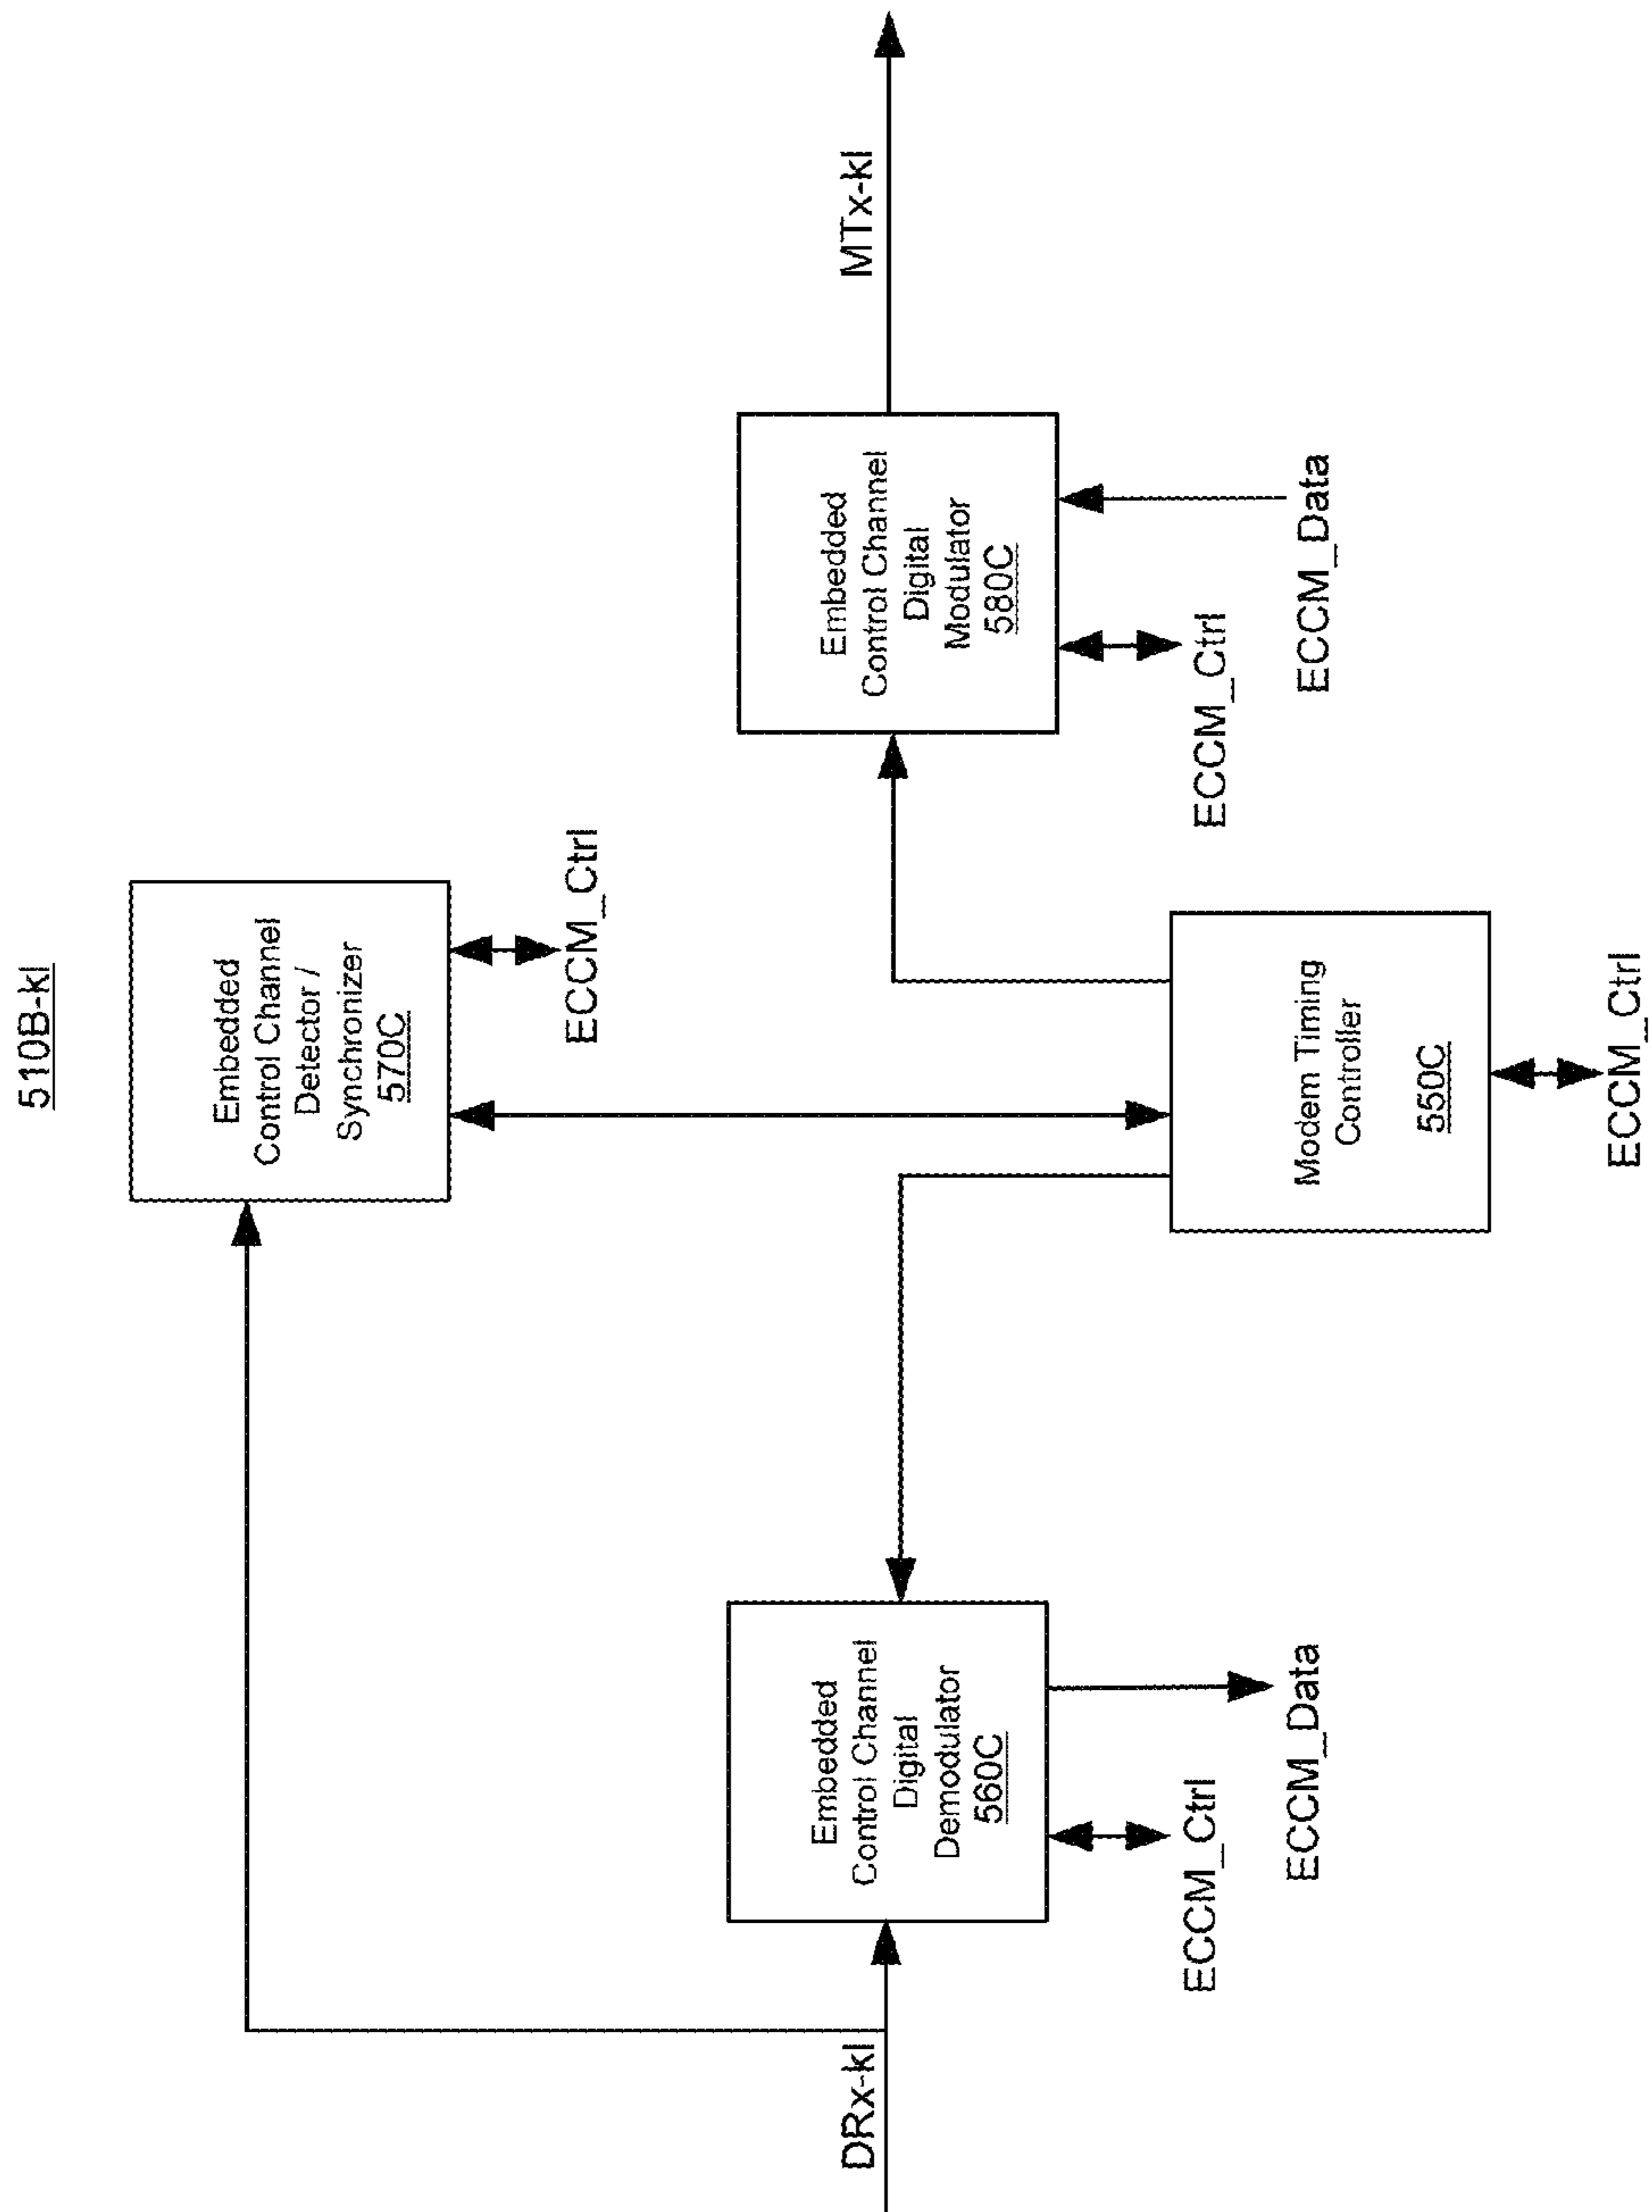 510B-kl
Embedded
Control Channel
Detector /
Synchronizer
570C
ECCM_Ctrl
DRx-kl
Embedded
Control Channel
Digital
Demodulator
560C
ECCM_Ctrl
ECCM_Data
Embedded
Control Channel
Digital
Modulator
580C
MTx-kl
ECCM_Ctrl
ECCM_Data
Modem Timing
Controller
550C
ECCM_Ctrl